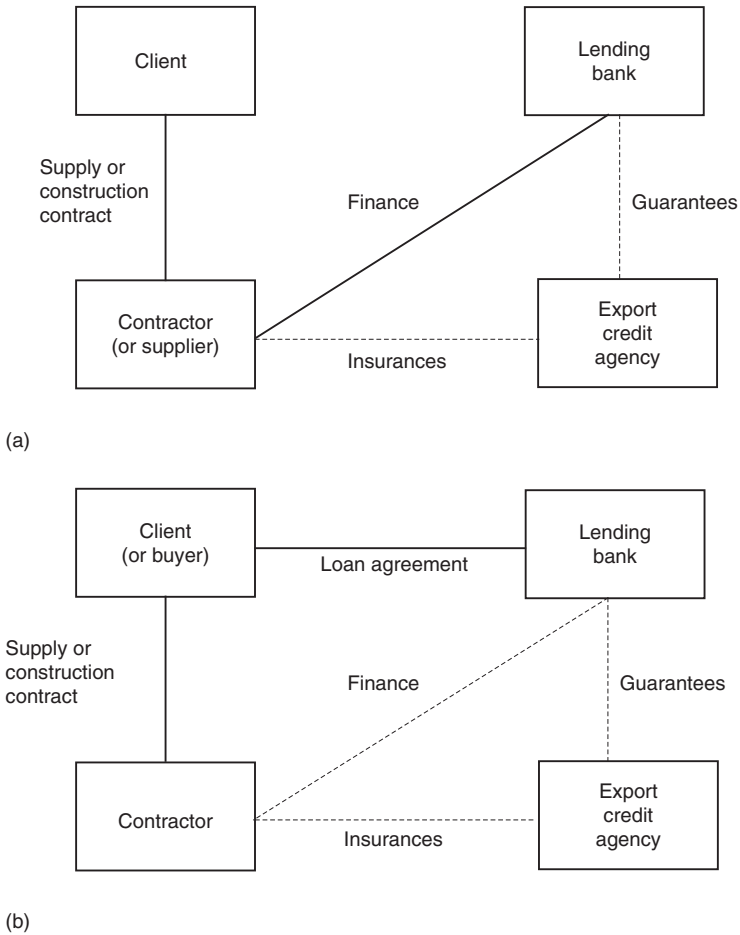 Client
Lending
bank
Supply or
construction
contract
Finance
Guarantees
Contractor
(or supplier)
Export
credit
agency
Insurances
(a)
Client
(or buyer)
Lending
bank
Loan agreement
Supply or
construction
contract
Finance
Guarantees
Contractor
Export
credit
agency
Insurances
(b)